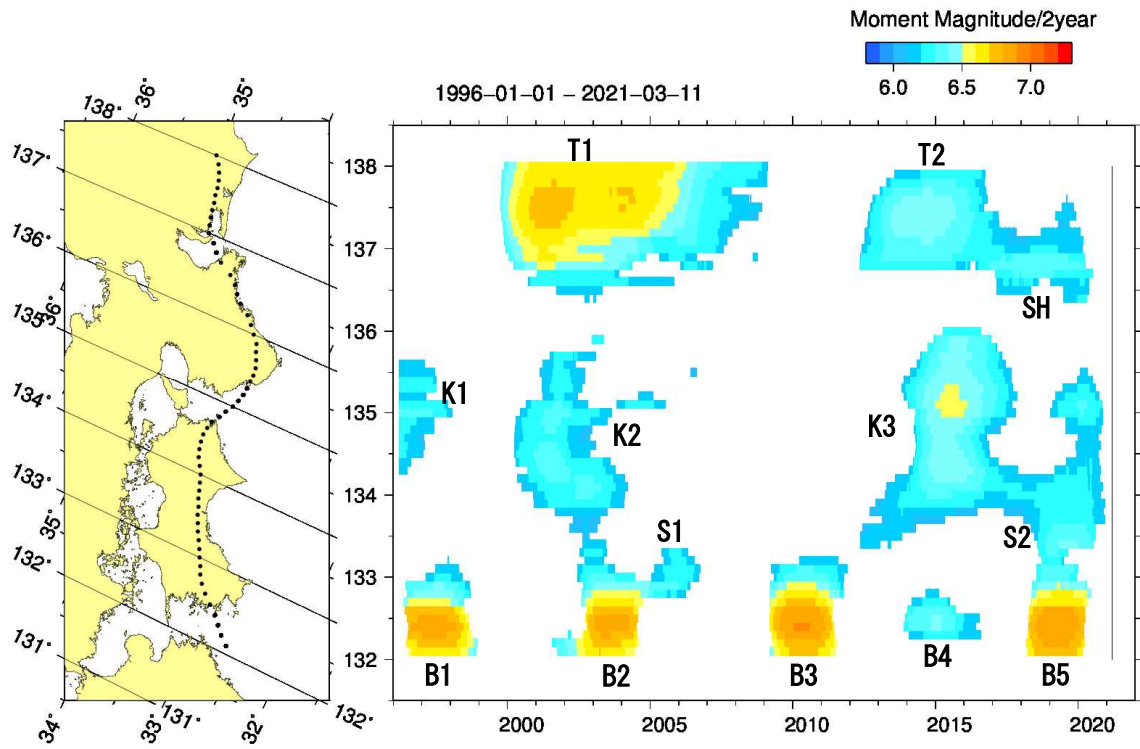 Moment Magnitude/2year
6.0 6.5 7.0
1996-01-01 - 2021-03-11
138° 36° 35°
137°
136°
36°
135°
134°
133°
35°
132°
131°
34° 33° 131° 32° 132°
138
137
136
135
134
133
132
T1
T2
SH
K1
K2
K3
S1
S2
B1 B2 B3 B4 B5
2000 2005 2010 2015 2020